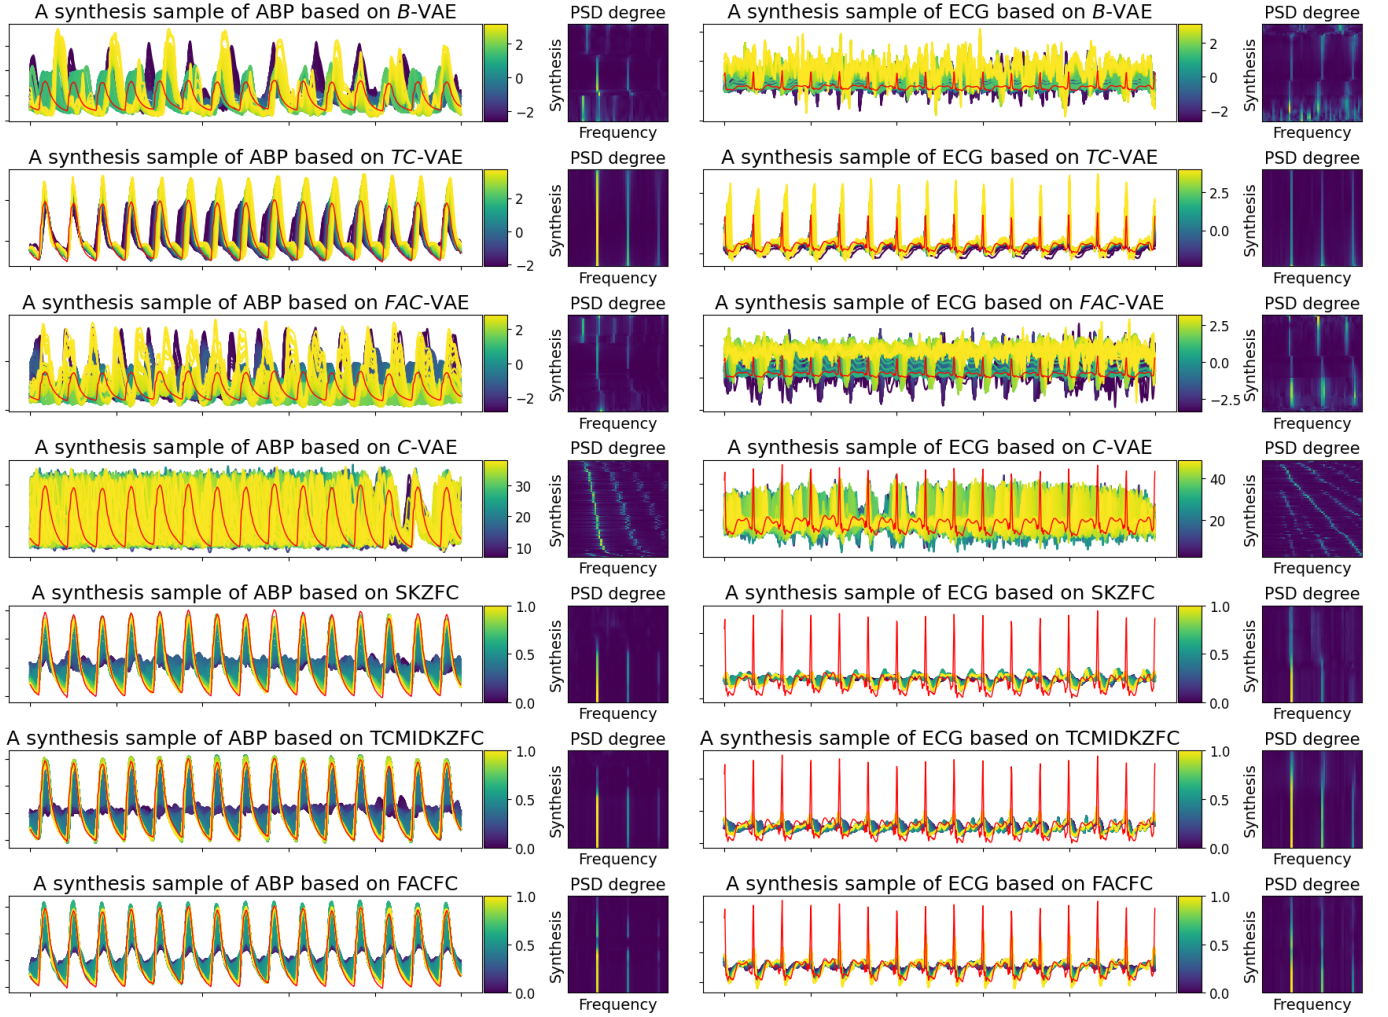 A synthesis sample of ABP based on B-VAE
2
0
−2
PSD degree
Synthesis
Frequency
A synthesis sample of ECG based on B-VAE
2
0
−2
PSD degree
Synthesis
Frequency
A synthesis sample of ABP based on TC-VAE
2
0
−2
PSD degree
Synthesis
Frequency
A synthesis sample of ECG based on TC-VAE
2.5
0.0
PSD degree
Synthesis
Frequency
A synthesis sample of ABP based on FAC-VAE
2
0
−2
PSD degree
Synthesis
Frequency
A synthesis sample of ECG based on FAC-VAE
2.5
0.0
−2.5
PSD degree
Synthesis
Frequency
A synthesis sample of ABP based on C-VAE
30
20
10
PSD degree
Synthesis
Frequency
A synthesis sample of ECG based on C-VAE
40
20
PSD degree
Synthesis
Frequency
A synthesis sample of ABP based on SKZFC
1.0
0.5
0.0
PSD degree
Synthesis
Frequency
A synthesis sample of ECG based on SKZFC
1.0
0.5
0.0
PSD degree
Synthesis
Frequency
A synthesis sample of ABP based on TCMIDKZFC
1.0
0.5
0.0
PSD degree
Synthesis
Frequency
A synthesis sample of ECG based on TCMIDKZFC
1.0
0.5
0.0
PSD degree
Synthesis
Frequency
A synthesis sample of ABP based on FACFC
1.0
0.5
0.0
PSD degree
Synthesis
Frequency
A synthesis sample of ECG based on FACFC
1.0
0.5
0.0
PSD degree
Synthesis
Frequency